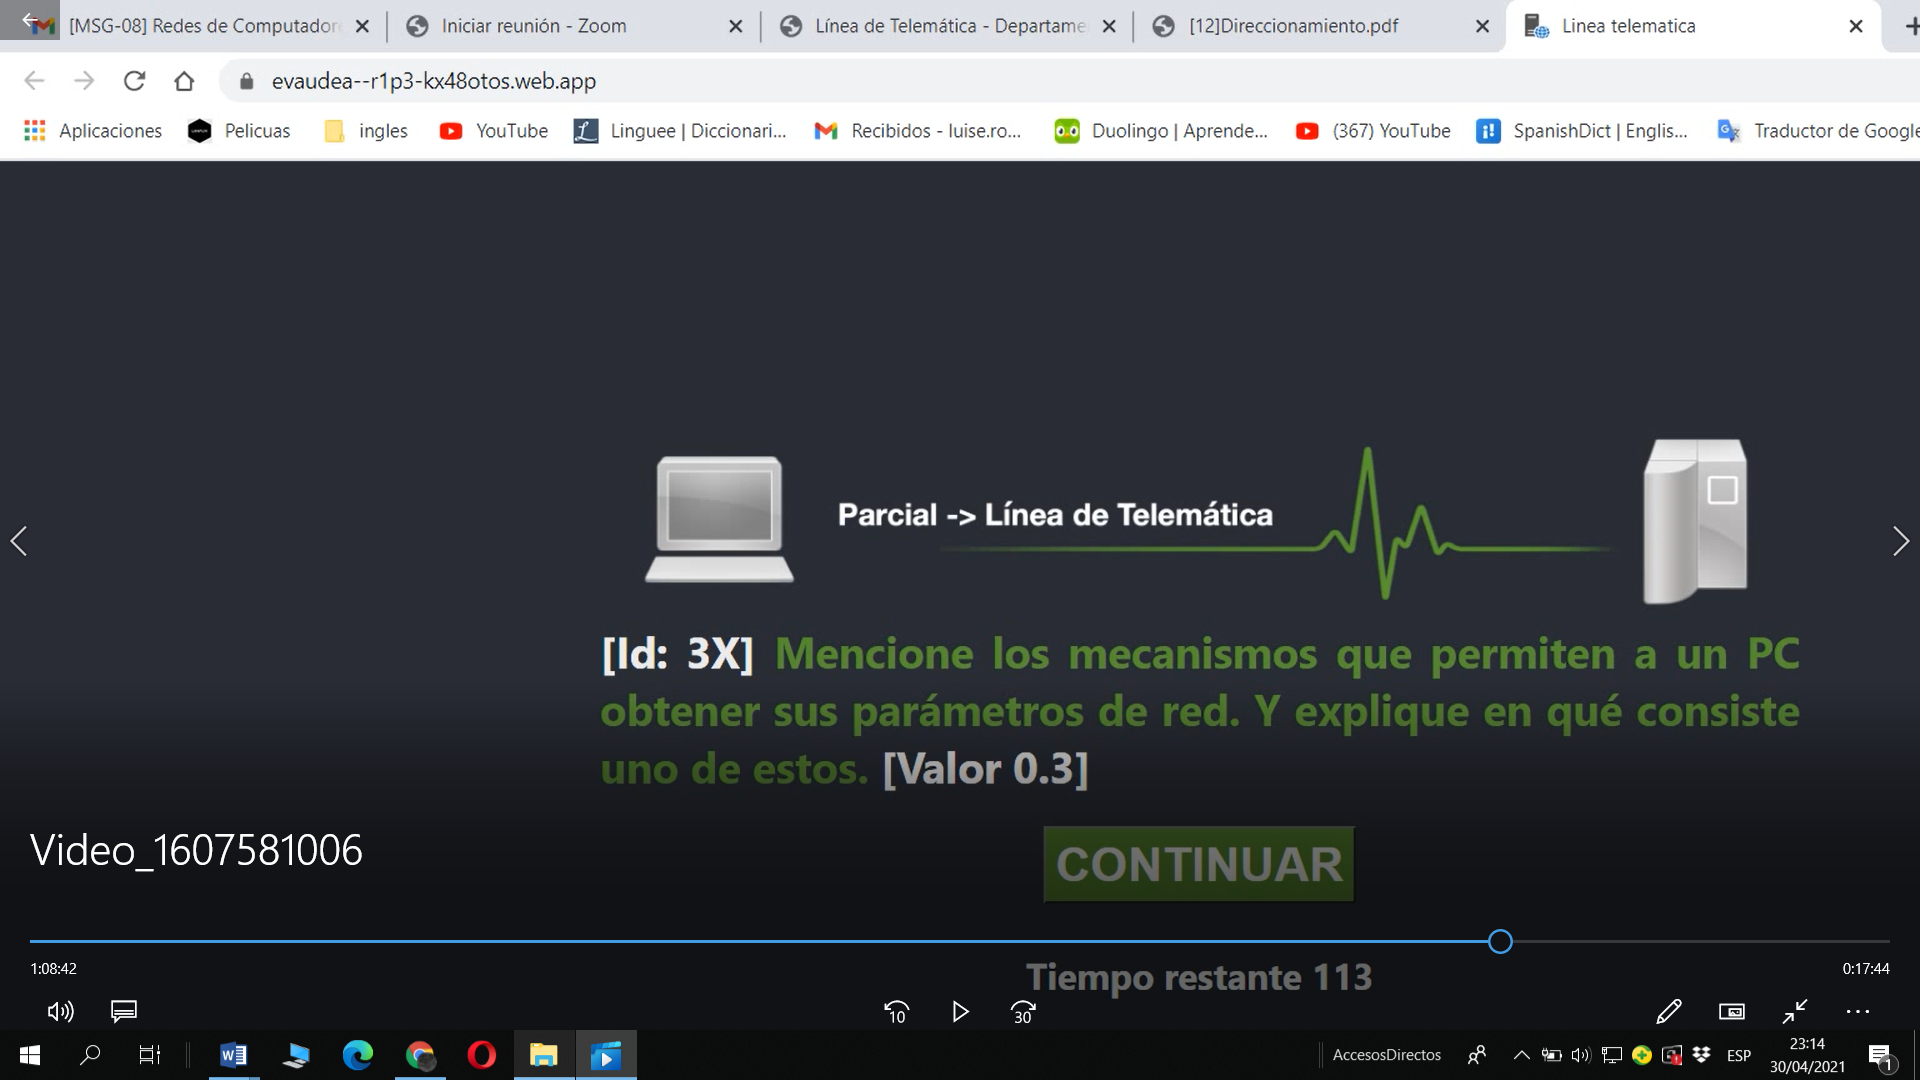 [MSG-08] Redes de Computador
Iniciar reunión - Zoom
Línea de Telemática - Departame
[12]Direccionamiento.pdf
Linea telematica
evaudea--r1p3-kx48otos.web.app
Aplicaciones
Pelicuas
ingles
YouTube
Linguee | Diccionari...
Recibidos - luise.ro...
Duolingo | Aprende...
(367) YouTube
SpanishDict | Englis...
Traductor de Google
Parcial -> Línea de Telemática
[Id: 3X] Mencione los mecanismos que permiten a un PC
obtener sus parámetros de red. Y explique en qué consiste
uno de estos. [Valor 0.3]
Video_1607581006
CONTINUAR
1:08:42
Tiempo restante 113
0:17:44
10
30
AccesosDirectos
ESP
23:14
30/04/2021
1